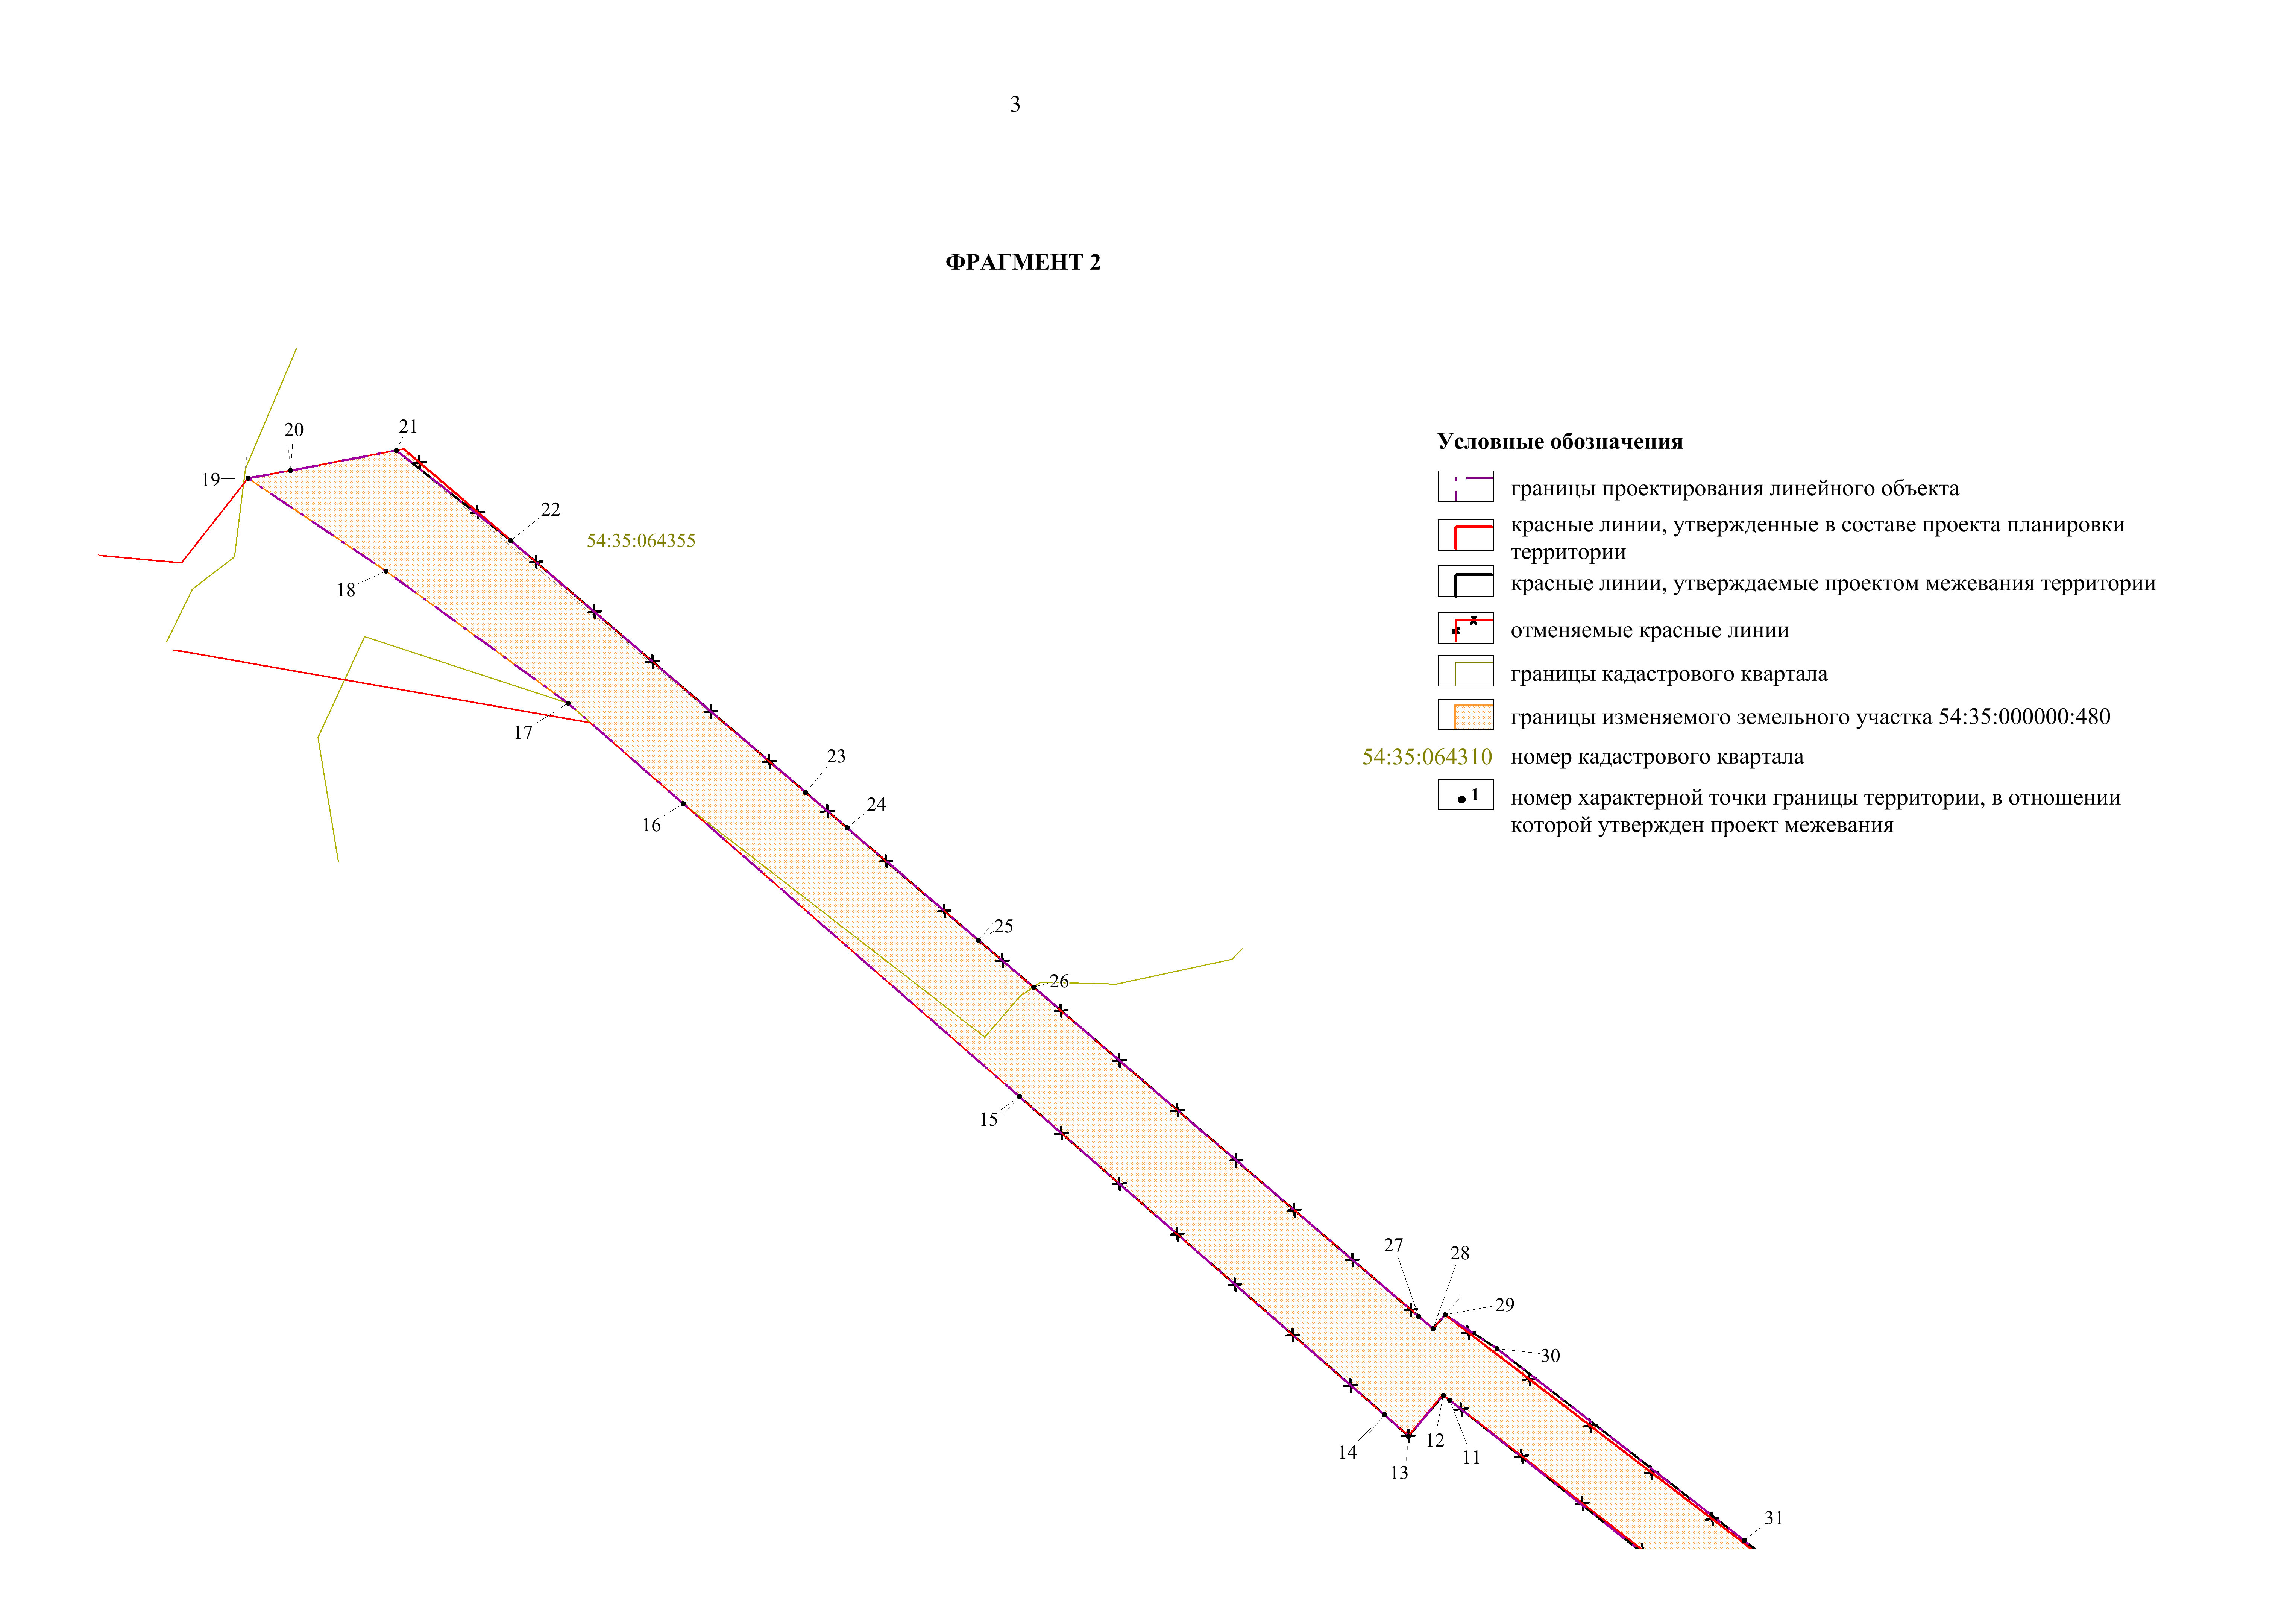 3
ФРАГМЕНТ 2
21
20
19
22
54:35:064355
18
17
23
24
16
25
26
15
27
28
29
30
14
12
11
13
31
Условные обозначения
границы проектирования линейного объекта
красные линии, утвержденные в составе проекта планировки
территории
красные линии, утверждаемые проектом межевания территории
отменяемые красные линии
границы кадастрового квартала
границы изменяемого земельного участка 54:35:000000:480
54:35:064310 номер кадастрового квартала
1 номер характерной точки границы территории, в отношении
которой утвержден проект межевания